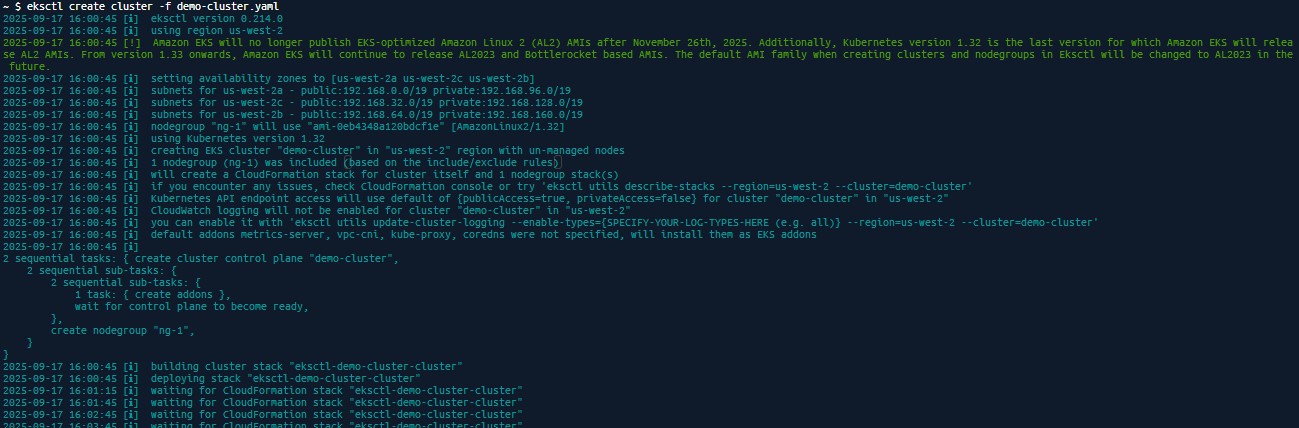 ~ $ eksctl create cluster -f demo-cluster.yaml
2025-09-17 16:00:45 [ℹ]  eksctl version 0.214.0
2025-09-17 16:00:45 [ℹ]  using region us-west-2
2025-09-17 16:00:45 [!]  Amazon EKS will no longer publish EKS-optimized Amazon Linux 2 (AL2) AMIs after November 26th, 2025. Additionally, Kubernetes version 1.32 is the last version for which Amazon EKS will relea
se AL2 AMIs. From version 1.33 onwards, Amazon EKS will continue to release AL2023 and Bottlerocket based AMIs. The default AMI family when creating clusters and nodegroups in Eksctl will be changed to AL2023 in the
 future.
2025-09-17 16:00:45 [ℹ]  setting availability zones to [us-west-2a us-west-2c us-west-2b]
2025-09-17 16:00:45 [ℹ]  subnets for us-west-2a - public:192.168.0.0/19 private:192.168.96.0/19
2025-09-17 16:00:45 [ℹ]  subnets for us-west-2c - public:192.168.32.0/19 private:192.168.128.0/19
2025-09-17 16:00:45 [ℹ]  subnets for us-west-2b - public:192.168.64.0/19 private:192.168.160.0/19
2025-09-17 16:00:45 [ℹ]  nodegroup "ng-1" will use "ami-0eb4348a120bdcf1e" [AmazonLinux2/1.32]
2025-09-17 16:00:45 [ℹ]  using Kubernetes version 1.32
2025-09-17 16:00:45 [ℹ]  creating EKS cluster "demo-cluster" in "us-west-2" region with un-managed nodes
2025-09-17 16:00:45 [ℹ]  1 nodegroup (ng-1) was included (based on the include/exclude rules)
2025-09-17 16:00:45 [ℹ]  will create a CloudFormation stack for cluster itself and 1 nodegroup stack(s)
2025-09-17 16:00:45 [ℹ]  if you encounter any issues, check CloudFormation console or try 'eksctl utils describe-stacks --region=us-west-2 --cluster=demo-cluster'
2025-09-17 16:00:45 [ℹ]  Kubernetes API endpoint access will use default of {publicAccess=true, privateAccess=false} for cluster "demo-cluster" in "us-west-2"
2025-09-17 16:00:45 [ℹ]  CloudWatch logging will not be enabled for cluster "demo-cluster" in "us-west-2"
2025-09-17 16:00:45 [ℹ]  you can enable it with 'eksctl utils update-cluster-logging --enable-types={SPECIFY-YOUR-LOG-TYPES-HERE (e.g. all)} --region=us-west-2 --cluster=demo-cluster'
2025-09-17 16:00:45 [ℹ]  default addons metrics-server, vpc-cni, kube-proxy, coredns were not specified, will install them as EKS addons
2025-09-17 16:00:45 [ℹ]
2 sequential tasks: { create cluster control plane "demo-cluster",
    2 sequential sub-tasks: {
        2 sequential sub-tasks: {
            1 task: { create addons },
            wait for control plane to become ready,
        },
        create nodegroup "ng-1",
    }
}
2025-09-17 16:00:45 [ℹ]  building cluster stack "eksctl-demo-cluster-cluster"
2025-09-17 16:00:45 [ℹ]  deploying stack "eksctl-demo-cluster-cluster"
2025-09-17 16:01:15 [ℹ]  waiting for CloudFormation stack "eksctl-demo-cluster-cluster"
2025-09-17 16:01:45 [ℹ]  waiting for CloudFormation stack "eksctl-demo-cluster-cluster"
2025-09-17 16:02:45 [ℹ]  waiting for CloudFormation stack "eksctl-demo-cluster-cluster"
2025-09-17 16:03:45 [ℹ]  waiting for CloudFormation stack "eksctl-demo-cluster-cluster"